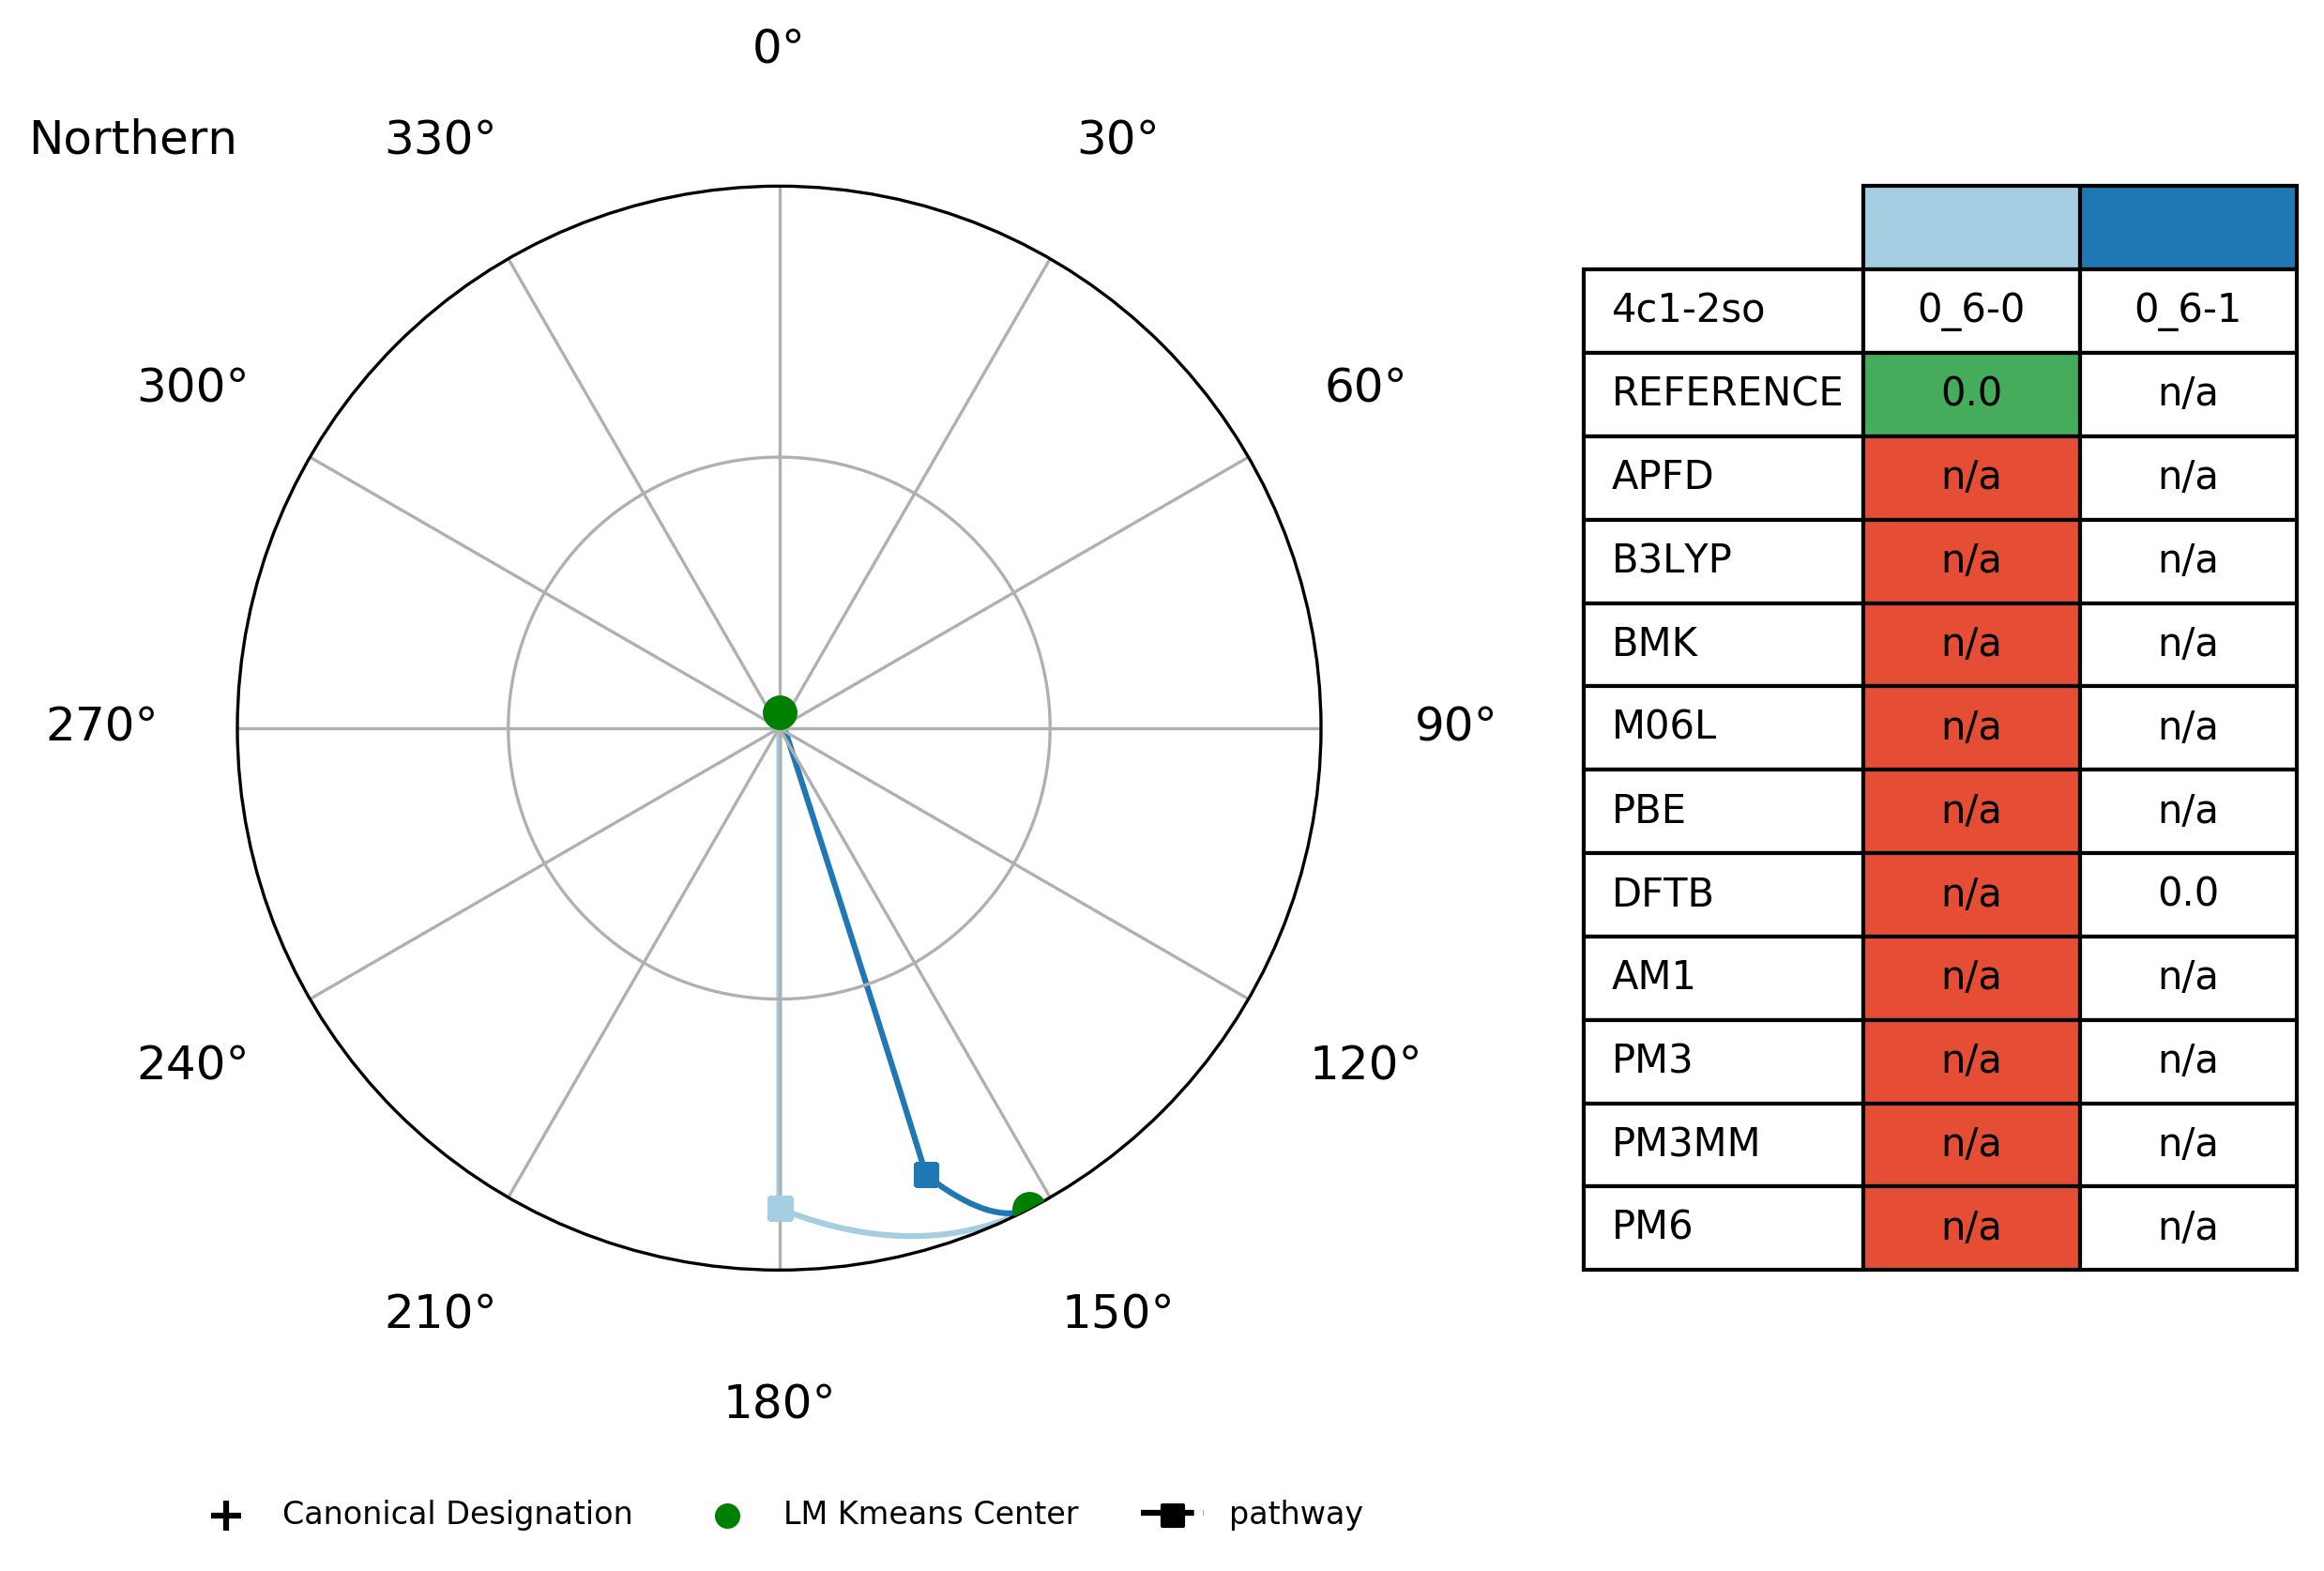 0°
Northern 330° 30°
300° 60°
270° 90°
240° 120°
210° 150°
180°
4c1-2so 0_6-0 0_6-1
REFERENCE 0.0 n/a
APFD n/a n/a
B3LYP n/a n/a
BMK n/a n/a
M06L n/a n/a
PBE n/a n/a
DFTB n/a 0.0
AM1 n/a n/a
PM3 n/a n/a
PM3MM n/a n/a
PM6 n/a n/a
Canonical Designation LM Kmeans Center pathway